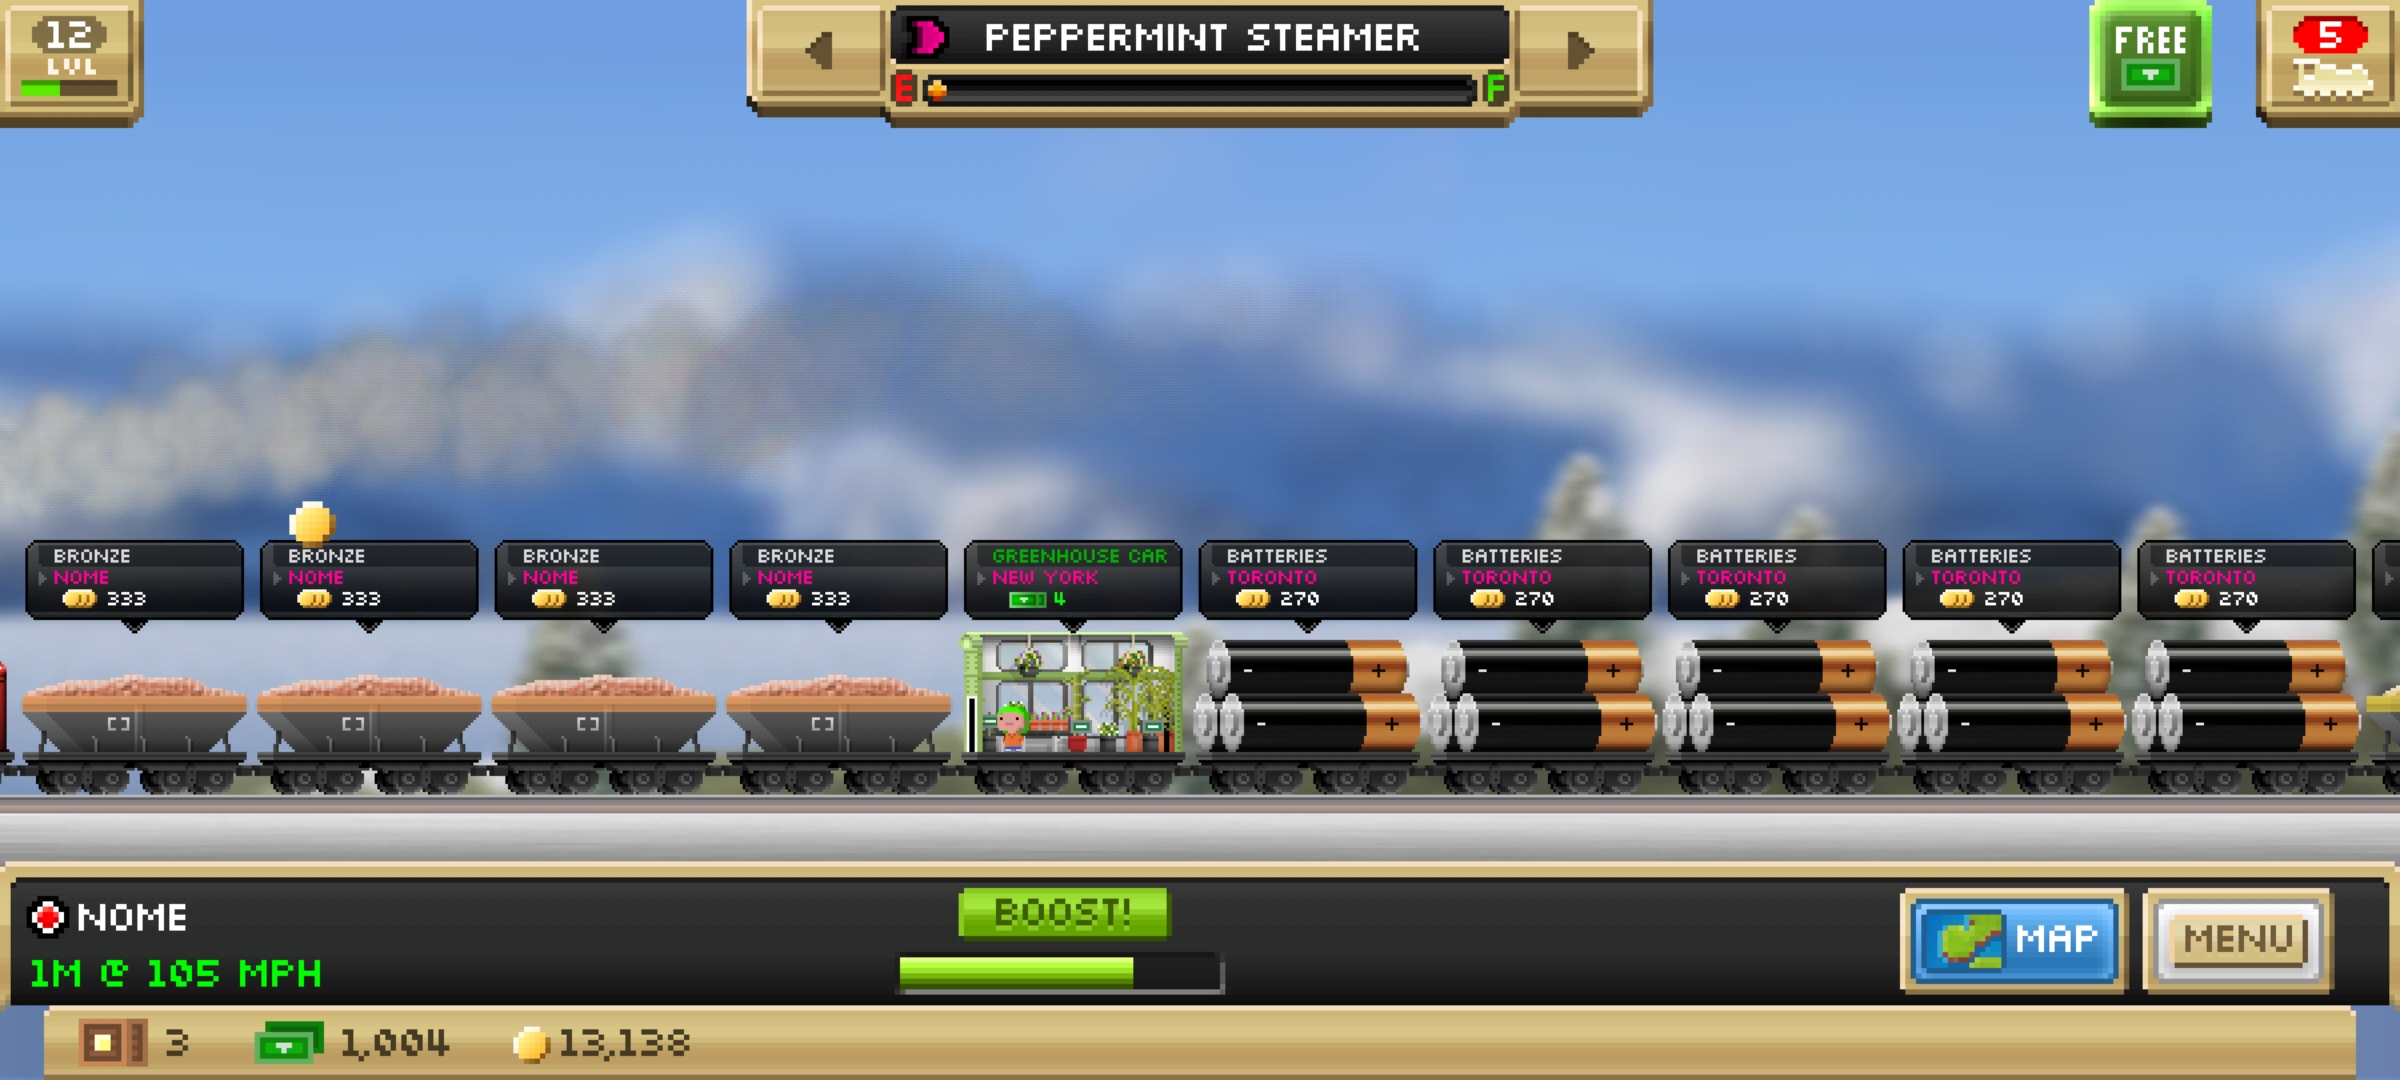 12
LVL
PEPPERMINT STEAMER
E F
FREE
5
BRONZE
NOME
333
BRONZE
NOME
333
BRONZE
NOME
333
BRONZE
NOME
333
GREENHOUSE CAR
NEW YORK
4
BATTERIES
TORONTO
270
BATTERIES
TORONTO
270
BATTERIES
TORONTO
270
BATTERIES
TORONTO
270
BATTERIES
TORONTO
270
NOME
1M @ 105 MPH
BOOST!
MAP
MENU
3
1,004
13,138